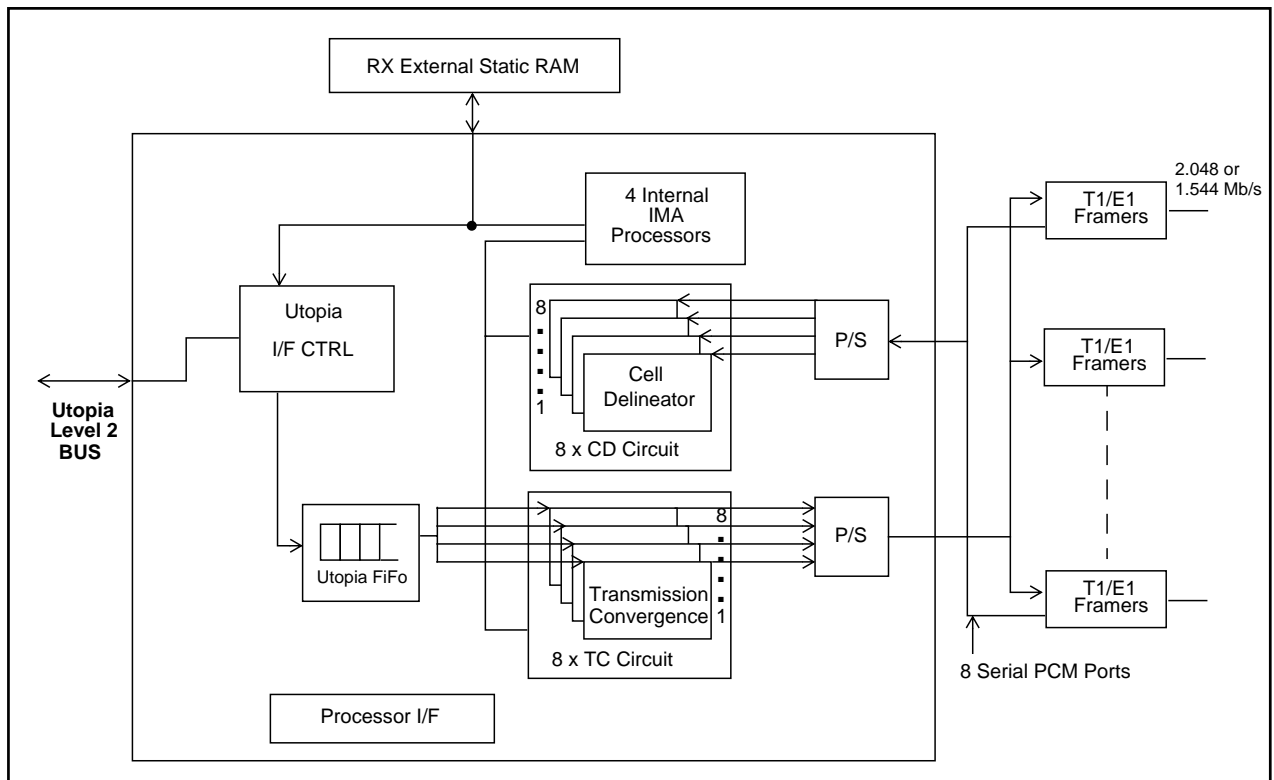 RX External Static RAM
4 Internal
IMA
Processors
2.048 or
1.544 Mb/s
T1/E1
Framers
Utopia
I/F CTRL
8
1
Cell
Delineator
8 x CD Circuit
P/S
T1/E1
Framers
Utopia
Level 2
BUS
Utopia FiFo
8
1
Transmission
Convergence
8 x TC Circuit
P/S
T1/E1
Framers
8 Serial PCM Ports
Processor I/F